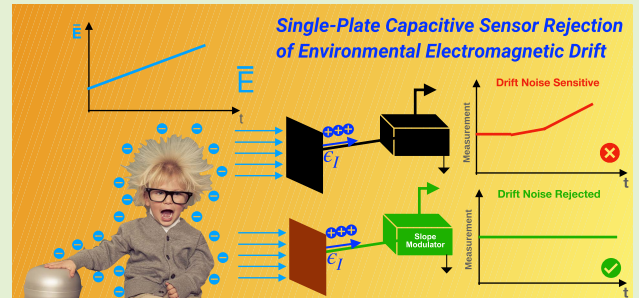 Single-Plate Capacitive Sensor Rejection
of Environmental Electromagnetic Drift
E̅
t
E̅
+++
ϵI
Measurement
Drift Noise Sensitive
t
+++
ϵI
Slope
Modulator
Measurement
Drift Noise Rejected
t